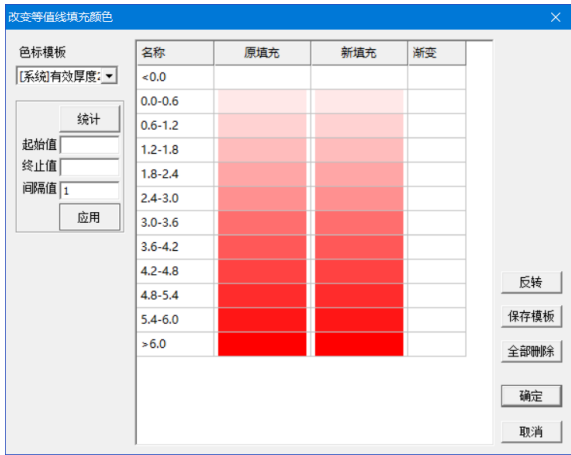 改变等值线填充颜色
色标模板
[系统]有效厚度2
统计
起始值
终止值
间隔值 1
应用
名称 原填充 新填充 渐变
<0.0
0.0-0.6
0.6-1.2
1.2-1.8
1.8-2.4
2.4-3.0
3.0-3.6
3.6-4.2
4.2-4.8
4.8-5.4
5.4-6.0
>6.0
反转
保存模板
全部删除
确定
取消